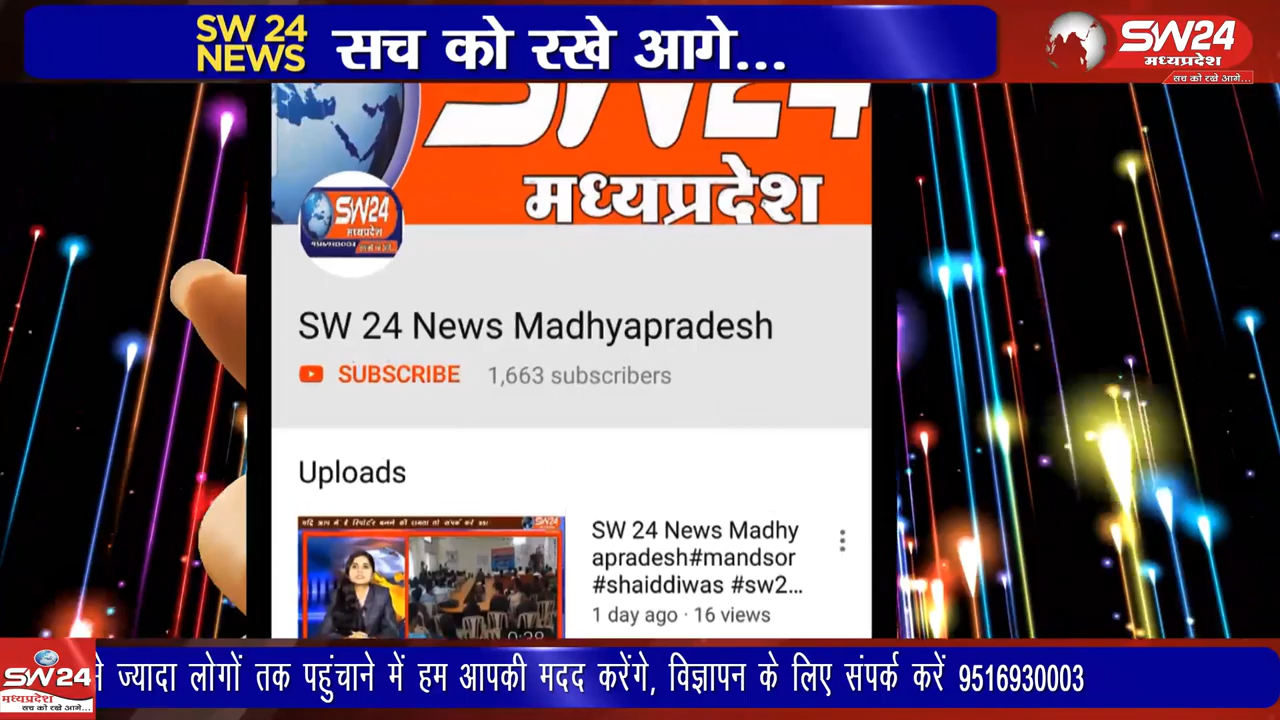 SW 24
NEWS
सच को रखे आगे...
SW24
मध्यप्रदेश
सच को रखे आगे...
SW24
मध्यप्रदेश
SW24
मध्यप्रदेश
SW 24 News Madhyapradesh
SUBSCRIBE 1,663 subscribers
Uploads
SW24
SW 24 News Madhy
apradesh#mandsor
#shaiddiwas #sw2...
1 day ago · 16 views
0:38
SW24
मध्यप्रदेश
सच को रखे आगे...
ज्यादा लोगों तक पहुंचाने में हम आपकी मदद करेंगे, विज्ञापन के लिए संपर्क करें 9516930003